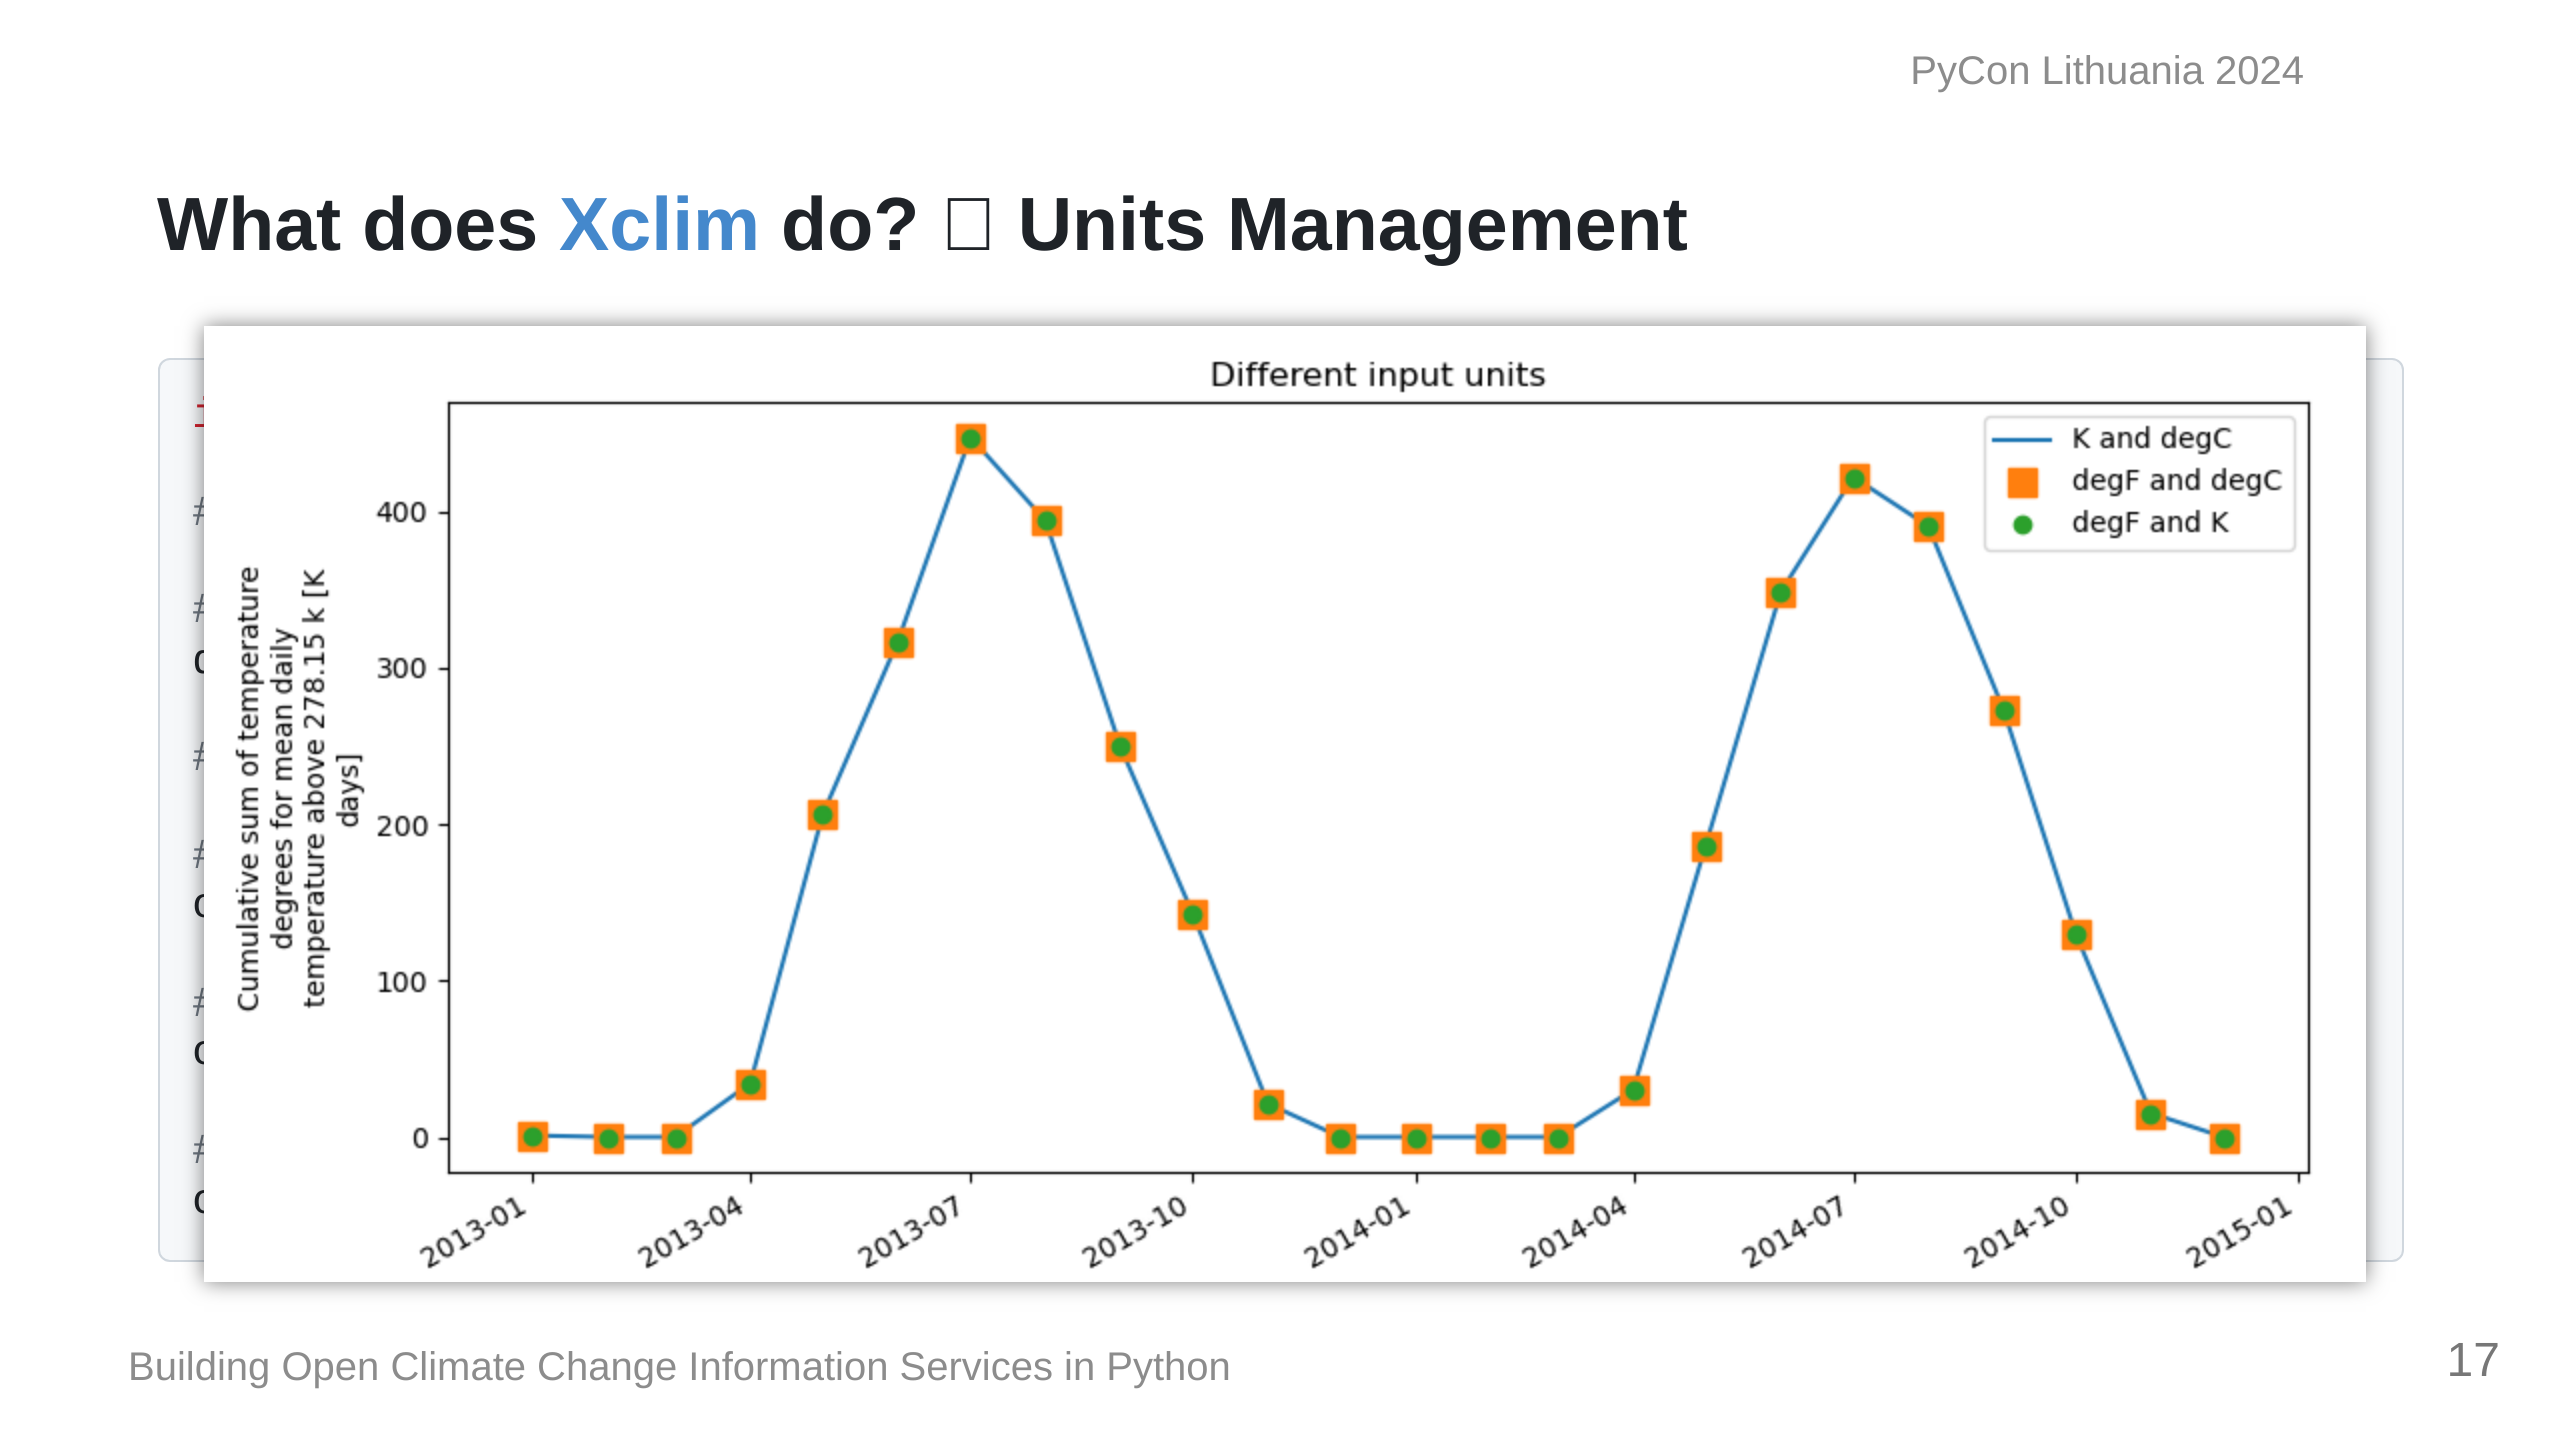 PyCon Lithuania 2024
What does Xclim do? Units Management
Different input units
K and degC
degF and degC
degF and K
Cumulative sum of temperature
degrees for mean daily
temperature above 278.15 k [K
days]
400
300
200
100
0
2013-01
2013-04
2013-07
2013-10
2014-01
2014-04
2014-07
2014-10
2015-01
#
#
#
#
#
#
Building Open Climate Change Information Services in Python
17